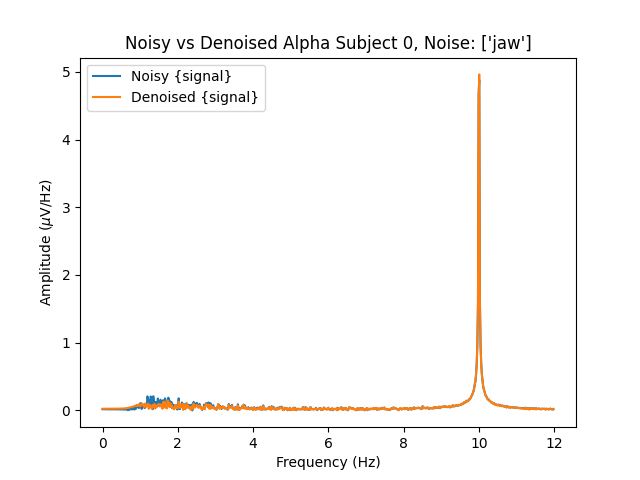 Noisy vs Denoised Alpha Subject 0, Noise: ['jaw']
Noisy {signal}
Denoised {signal}
Amplitude (μV/Hz)
5
4
3
2
1
0
0 2 4 6 8 10 12
Frequency (Hz)